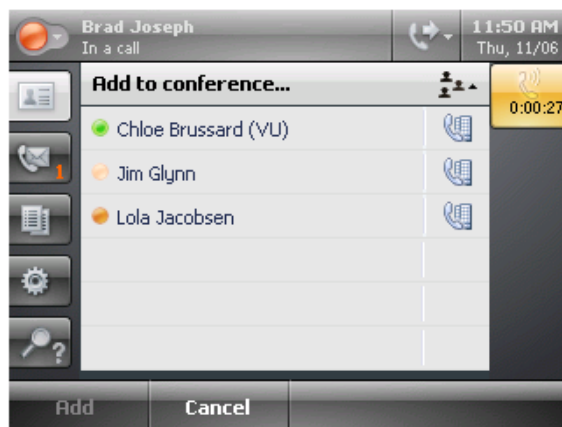 Brad Joseph
In a call
11:50 AM
Thu, 11/06
Add to conference...
0:00:27
Chloe Brussard (VU)
1
Jim Glynn
Lola Jacobsen
?
Add
Cancel